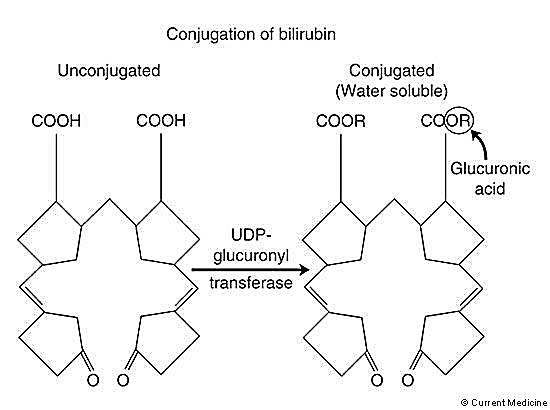 Conjugation of bilirubin
Unconjugated
Conjugated
(Water soluble)
COOH
COOH
COOR
COOR
Glucuronic
acid
UDP-
glucuronyl
transferase
O
O
O
O
© Current Medicine